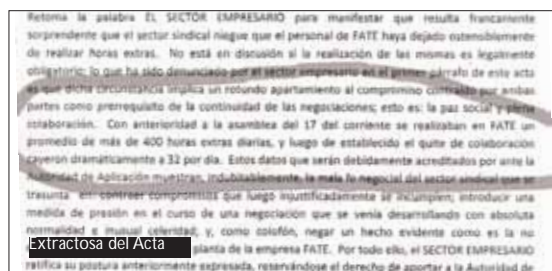 Retoma la palabra EL SECTOR EMPRESARIO para manifestar que resulta francamente
sorprendente que el sector sindical niegue que el personal de FATE haya dejado ostensiblemente
de realizar horas extras. No está en discusión si la realización de las mismas es legalmente
obligatorio; lo que ha sido denunciado por el sector empresario en el primer párrafo de este acta
es que dicha circunstancia implica un rotundo apartamiento al compromiso contraído por ambas
partes como prerrequisito de la continuidad de las negociaciones; esto es: la paz social y plena
colaboración. Con anterioridad a la asamblea del 17 del corriente se realizaban en FATE un
promedio de más de 400 horas extras diarias, y luego de establecido el quite de colaboración
cayeron dramáticamente a 32 por día. Estos datos que serán debidamente acreditados por ante la
Autoridad de Aplicación muestran, indubitablemente, la mala fe negocial del sector sindical que se
trasunta en: contraer compromisos que luego injustificadamente se incumplen; introducir una
medida de presión en el curso de una negociación que se venía desarrollando con absoluta
normalidad e mutual celeridad; y, como colofón, negar un hecho evidente como es la no
planta de la empresa FATE. Por todo ello, el SECTOR EMPRESARIO
ratifica su postura anteriormente expresada, reservándose el derecho de aportar a la Autoridad de
Extractosa del Acta